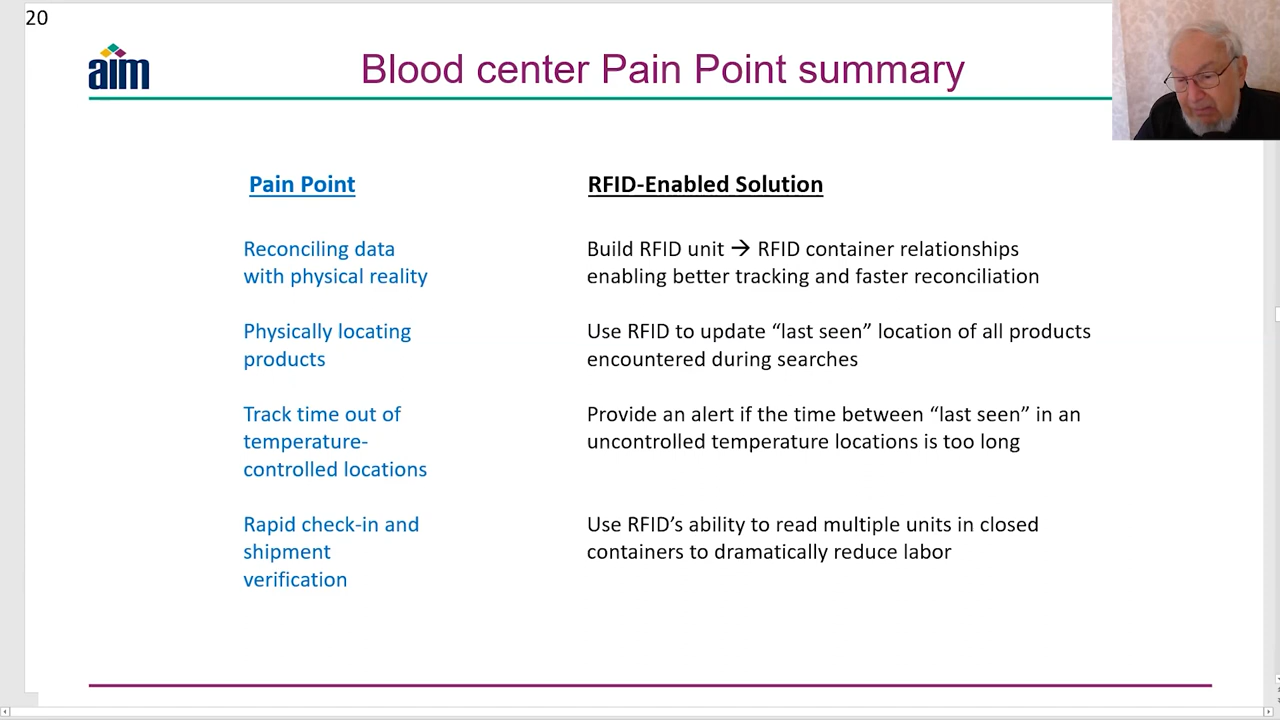 20
aim
Blood center Pain Point summary
Pain Point
RFID-Enabled Solution
Reconciling data
with physical reality
Build RFID unit → RFID container relationships
enabling better tracking and faster reconciliation
Physically locating
products
Use RFID to update “last seen” location of all products
encountered during searches
Track time out of
temperature-
controlled locations
Provide an alert if the time between “last seen” in an
uncontrolled temperature locations is too long
Rapid check-in and
shipment
verification
Use RFID’s ability to read multiple units in closed
containers to dramatically reduce labor